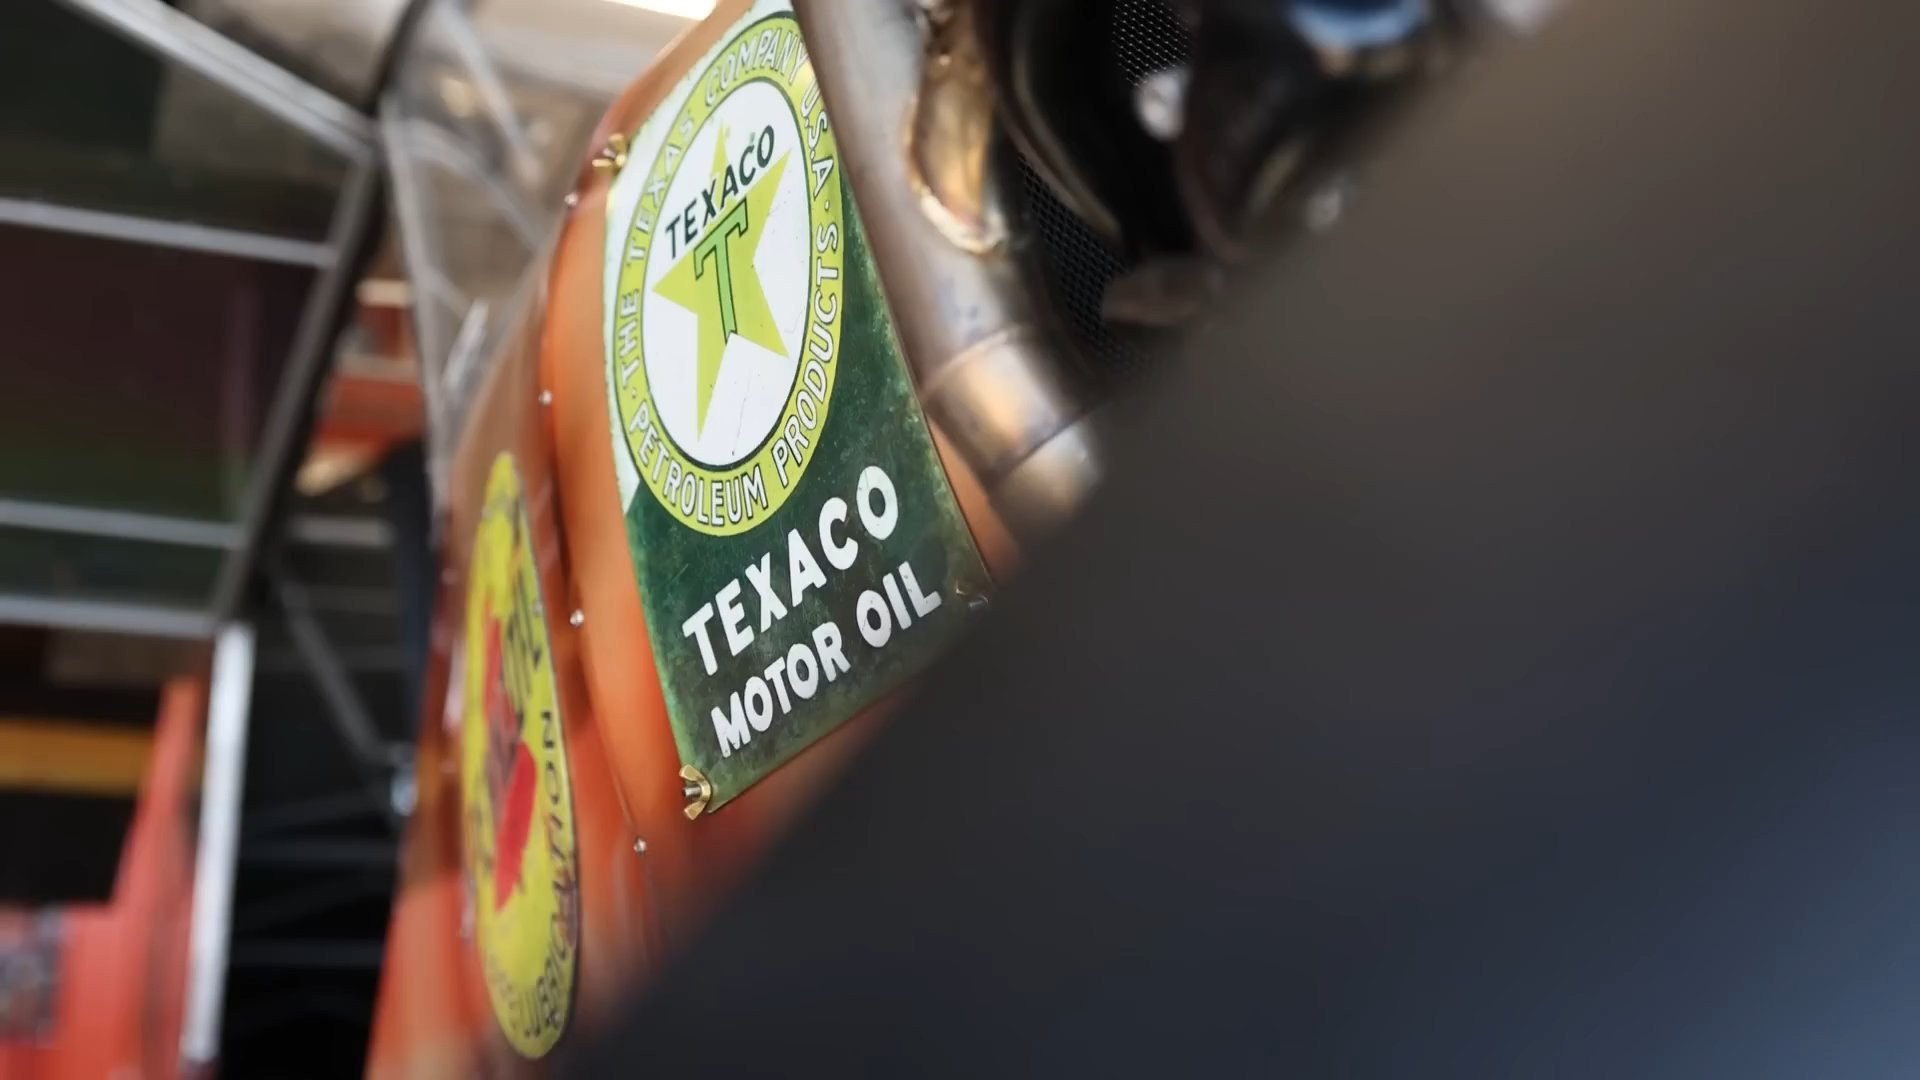 THE TEXAS COMPANY U.S.A.
PETROLEUM PRODUCTS
TEXACO
T
TEXACO
MOTOR OIL